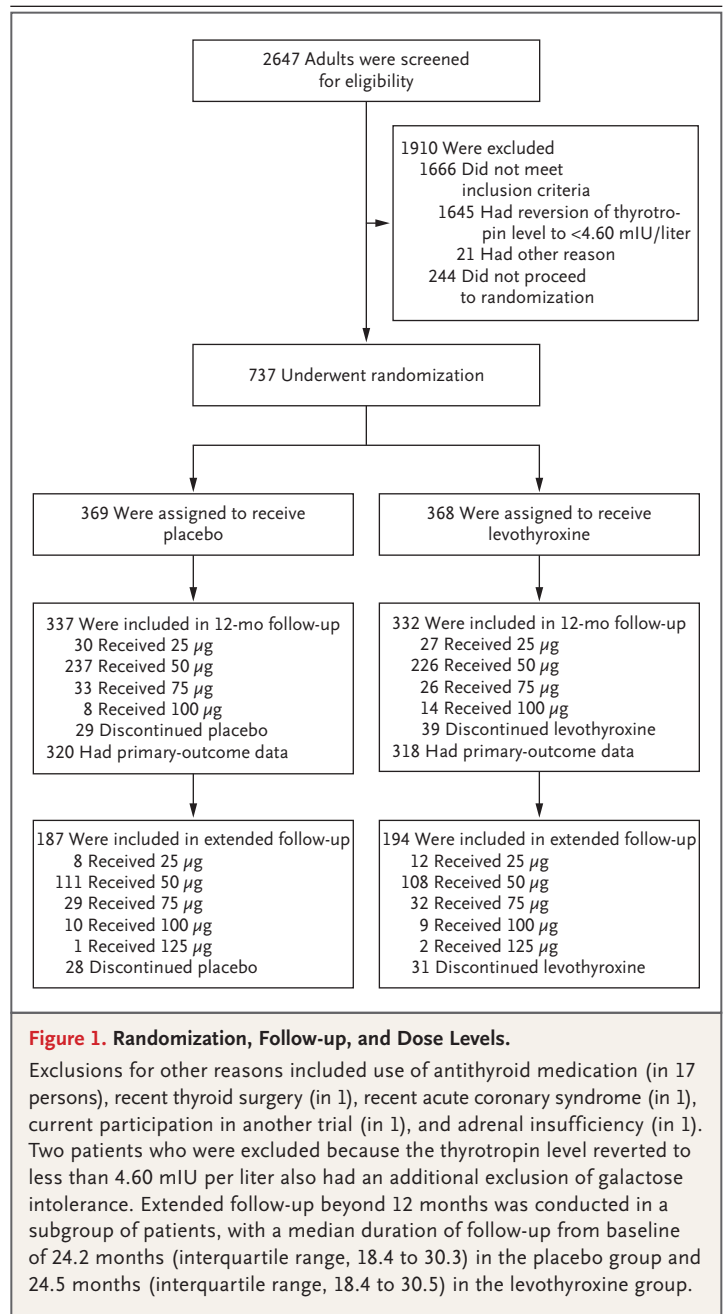 2647 Adults were screened
for eligibility
1910 Were excluded
1666 Did not meet
inclusion criteria
1645 Had reversion of thyrotro-
pin level to <4.60 mIU/liter
21 Had other reason
244 Did not proceed
to randomization
737 Underwent randomization
369 Were assigned to receive
placebo
368 Were assigned to receive
levothyroxine
337 Were included in 12-mo follow-up
30 Received 25 µg
237 Received 50 µg
33 Received 75 µg
8 Received 100 µg
29 Discontinued placebo
320 Had primary-outcome data
332 Were included in 12-mo follow-up
27 Received 25 µg
226 Received 50 µg
26 Received 75 µg
14 Received 100 µg
39 Discontinued levothyroxine
318 Had primary-outcome data
187 Were included in extended follow-up
8 Received 25 µg
111 Received 50 µg
29 Received 75 µg
10 Received 100 µg
1 Received 125 µg
28 Discontinued placebo
194 Were included in extended follow-up
12 Received 25 µg
108 Received 50 µg
32 Received 75 µg
9 Received 100 µg
2 Received 125 µg
31 Discontinued levothyroxine
Figure 1. Randomization, Follow-up, and Dose Levels.
Exclusions for other reasons included use of antithyroid medication (in 17
persons), recent thyroid surgery (in 1), recent acute coronary syndrome (in 1),
current participation in another trial (in 1), and adrenal insufficiency (in 1).
Two patients who were excluded because the thyrotropin level reverted to
less than 4.60 mIU per liter also had an additional exclusion of galactose
intolerance. Extended follow-up beyond 12 months was conducted in a
subgroup of patients, with a median duration of follow-up from baseline
of 24.2 months (interquartile range, 18.4 to 30.3) in the placebo group and
24.5 months (interquartile range, 18.4 to 30.5) in the levothyroxine group.